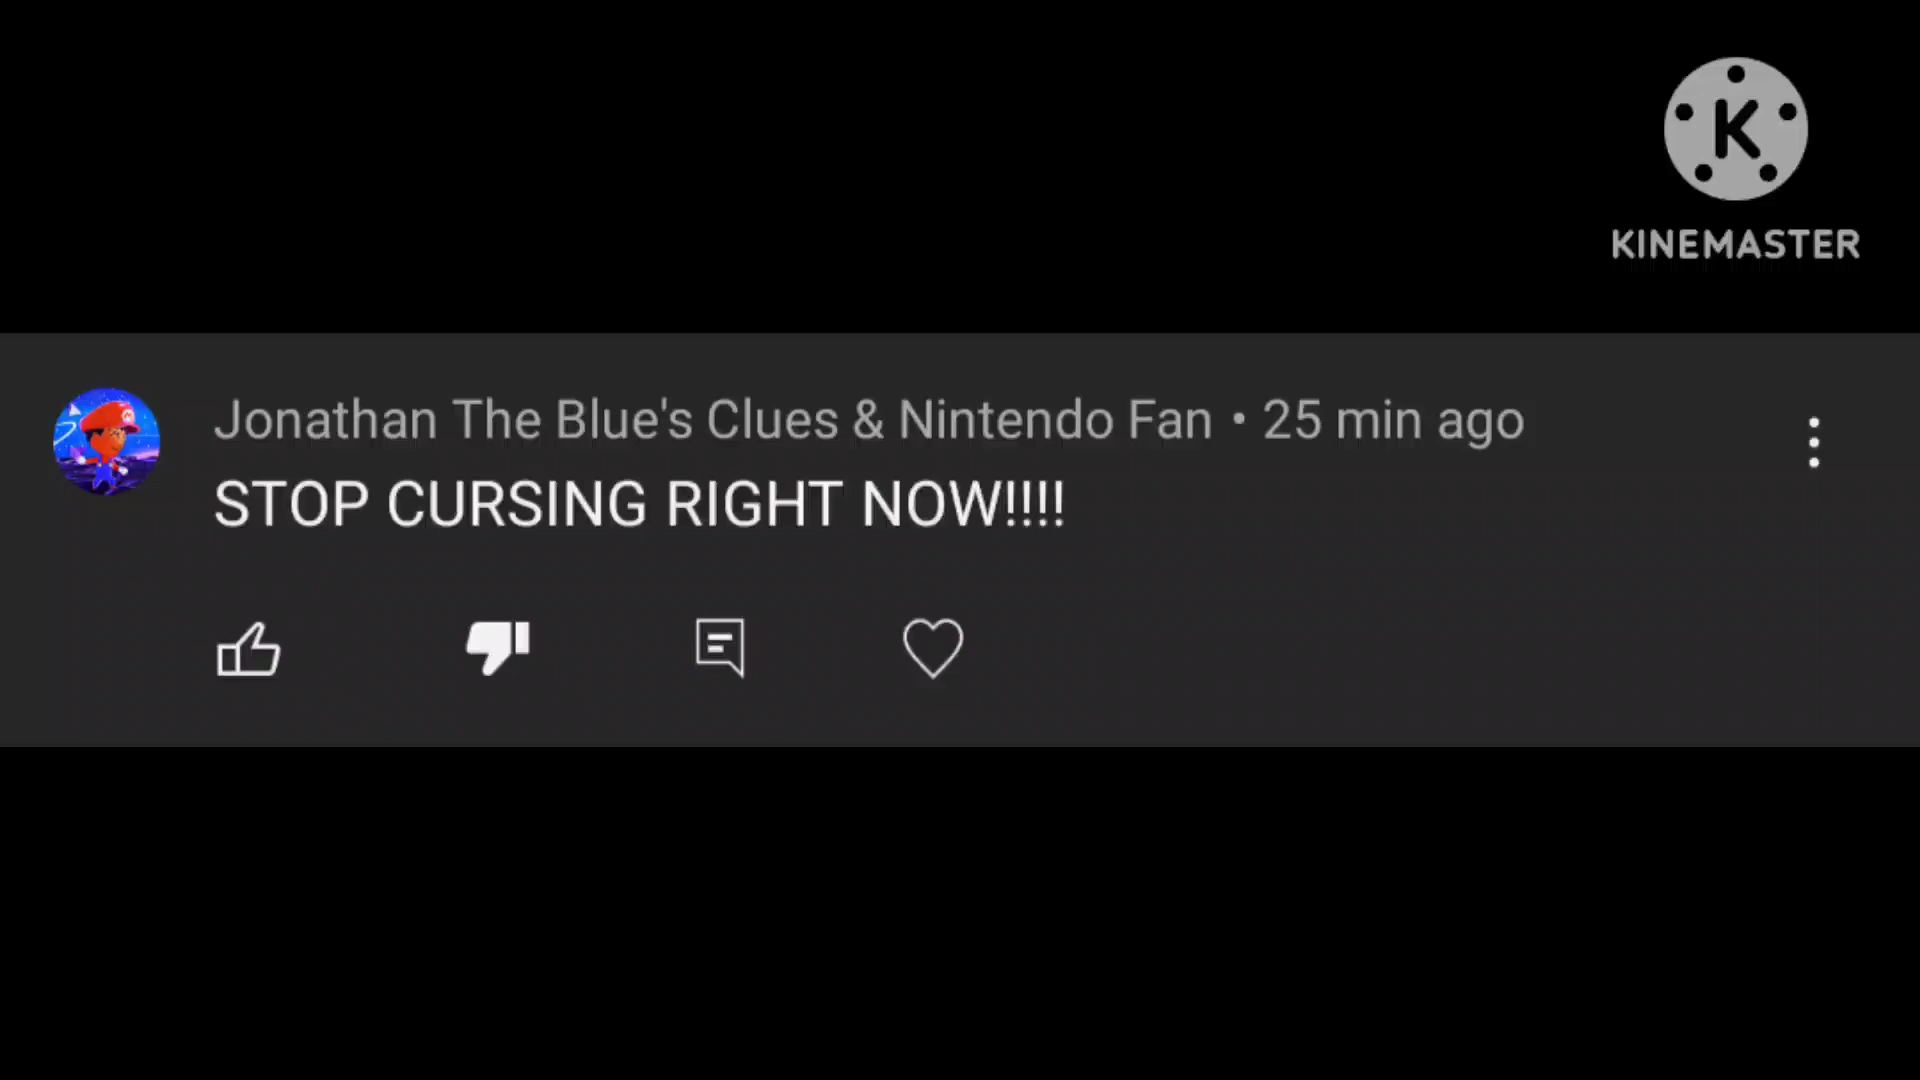 K
KINEMASTER
Jonathan The Blue's Clues & Nintendo Fan • 25 min ago
STOP CURSING RIGHT NOW!!!!